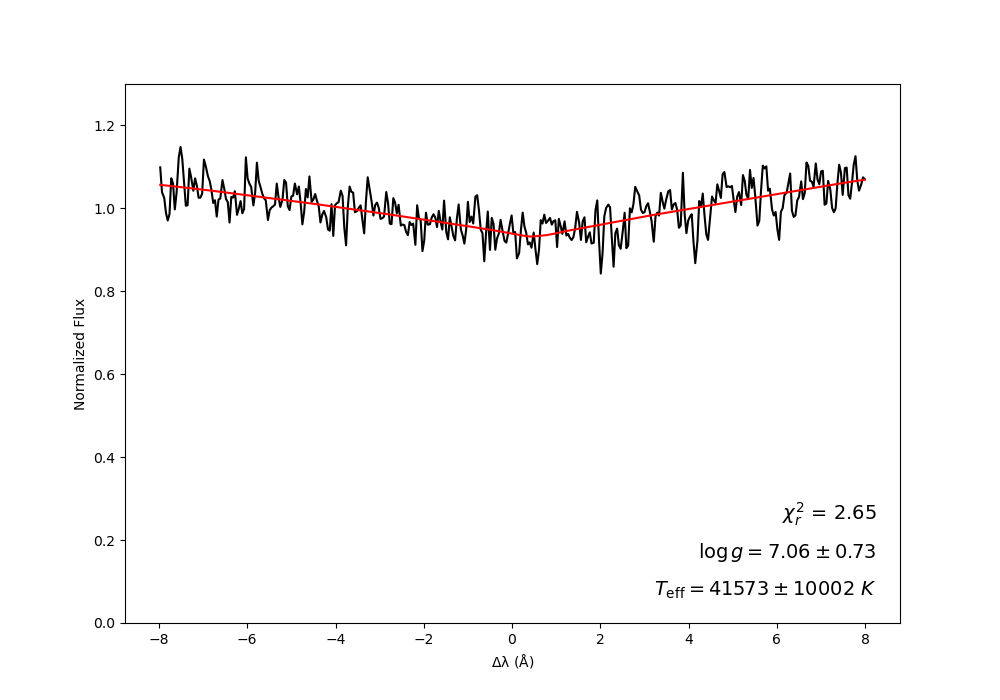 1.2
1.0
0.8
0.6
0.4
0.2
0.0
Normalized Flux
χ²ᵣ = 2.65
log g = 7.06 ± 0.73
T_eff = 41573 ± 10002 K
−8 −6 −4 −2 0 2 4 6 8
Δλ (Å)